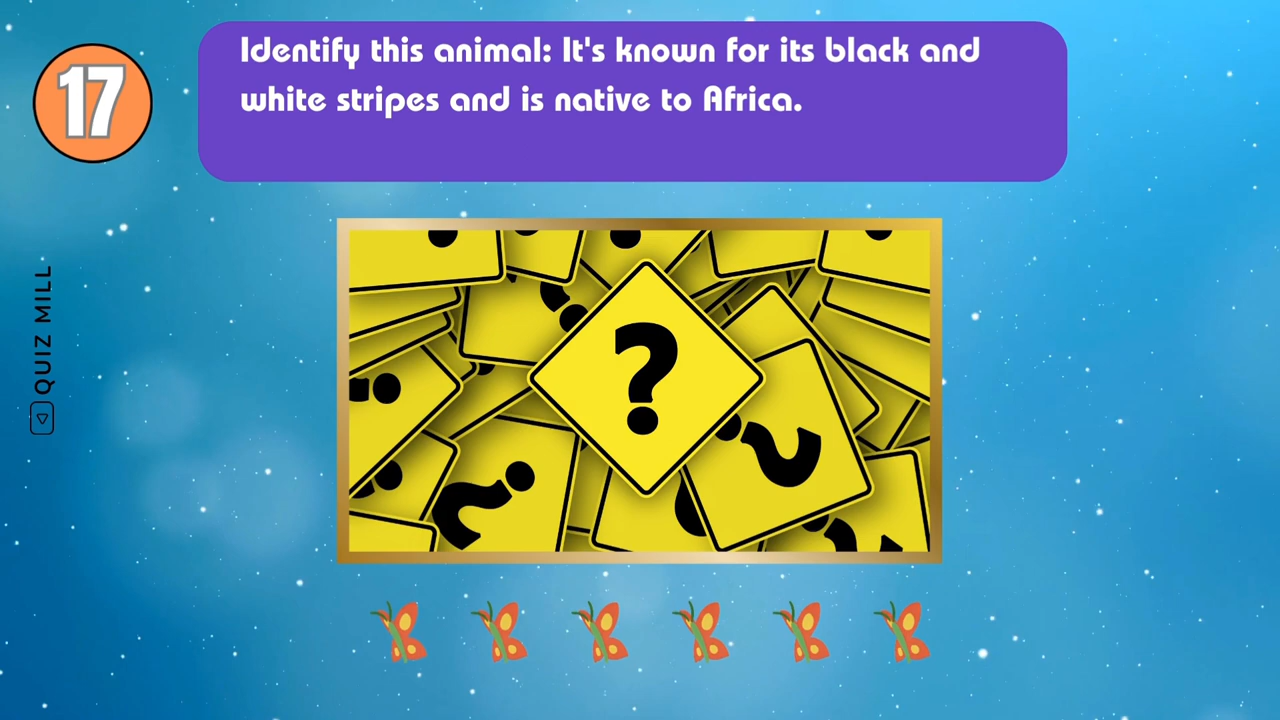 17
Identify this animal: It's known for its black and
white stripes and is native to Africa.
QUIZ MILL
?